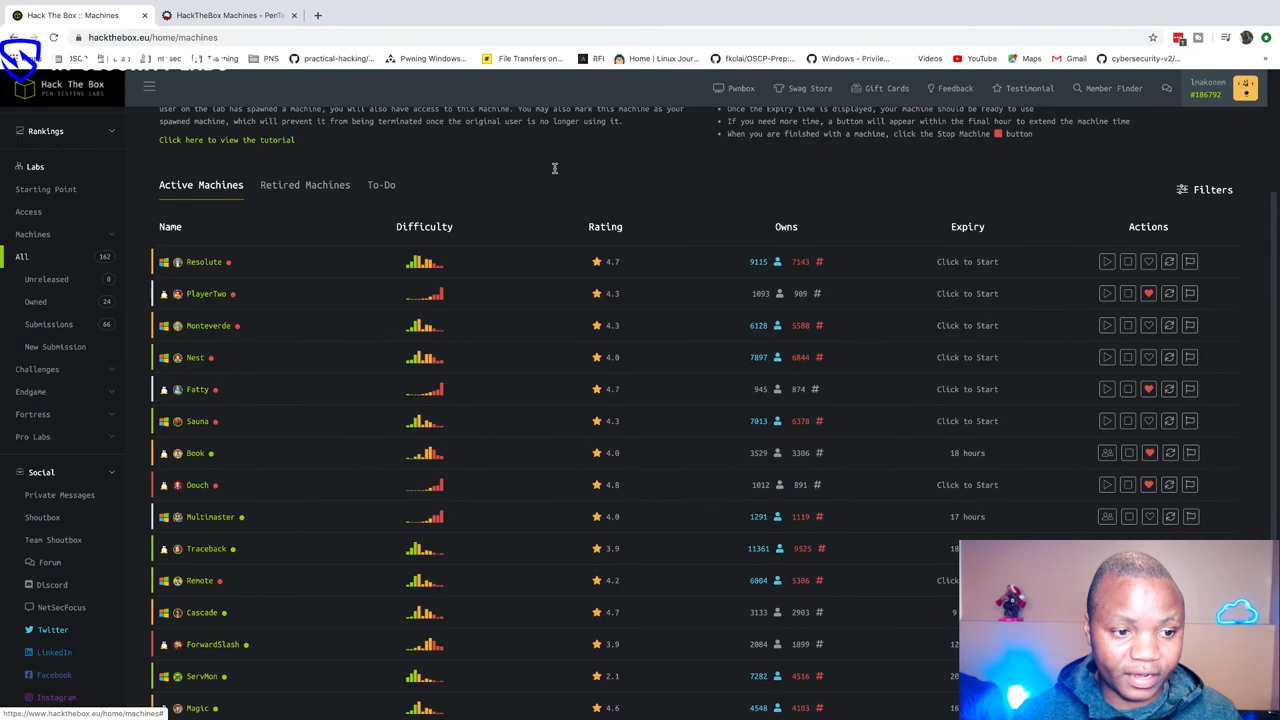 Hack The Box :: Machines
HackTheBox Machines - PenTe
hackthebox.eu/home/machines
practical-hacking/...
Pwning Windows...
File Transfers on...
RFI
Home | Linux Jour...
fkclai/OSCP-Prep:...
Windows - Privile...
Videos
YouTube
Maps
Gmail
cybersecurity-v2/...
Training
PNS
Hack The Box
PEN-TESTING LABS
Pwnbox
Swag Store
Gift Cards
Feedback
Testimonial
Member Finder
lmakonem
#186792
user on the lab has spawned a Machine, you will also have access to this machine. You may also mark this machine as your
spawned machine, which will prevent it from being terminated once the original user is no longer using it.
Click here to view the tutorial
Once the Expiry time is displayed, your Machine should be ready to use
If you need more time, a button will appear within the final hour to extend the machine time
When you are finished with a machine, click the Stop Machine button
Rankings
Labs
Starting Point
Access
Machines
All 162
Unreleased 0
Owned 24
Submissions 66
New Submission
Challenges
Endgame
Fortress
Pro Labs
Social
Private Messages
Shoutbox
Team Shoutbox
Forum
Discord
NetSecFocus
Twitter
LinkedIn
Facebook
Instagram
Active Machines Retired Machines To-Do
Filters
Name Difficulty Rating Owns Expiry Actions
Resolute 4.7 9115 7143 # Click to Start
PlayerTwo 4.3 1093 909 # Click to Start
Monteverde 4.3 6128 5588 # Click to Start
Nest 4.0 7897 6844 # Click to Start
Fatty 4.7 945 874 # Click to Start
Sauna 4.3 7013 6378 # Click to Start
Book 4.0 3529 3306 # 18 hours
Oouch 4.8 1012 891 # Click to Start
Multimaster 4.0 1291 1119 # 17 hours
Traceback 3.9 11361 9525 # 18
Remote 4.2 6004 5306 # Click
Cascade 4.7 3133 2903 # 9
ForwardSlash 3.9 2084 1899 # 12
ServMon 2.1 7282 4516 # 20
Magic 4.6 4548 4103 # 16
https://www.hackthebox.eu/home/machines#